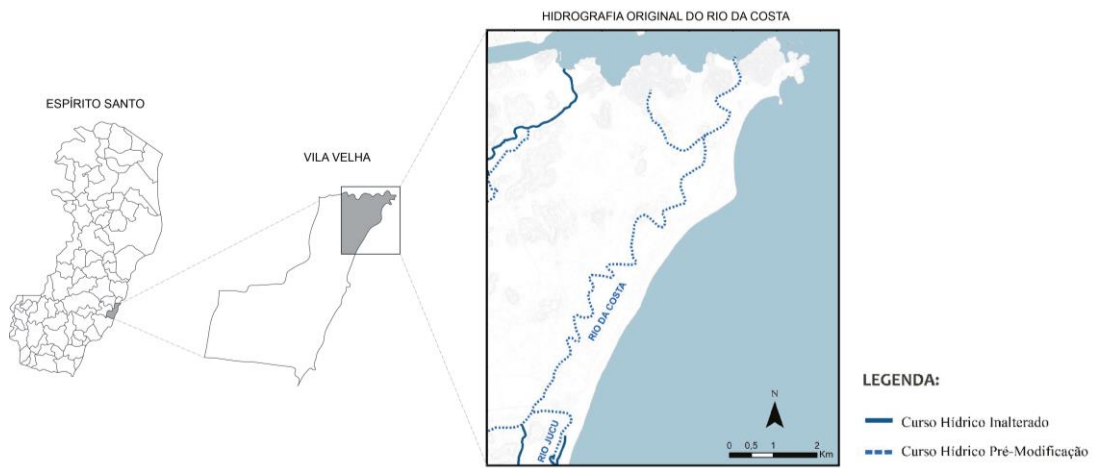 HIDROGRAFIA ORIGINAL DO RIO DA COSTA
ESPÍRITO SANTO
VILA VELHA
RIO DA COSTA
RIO JUCU
N
0 0,5 1 2
Km
LEGENDA:
Curso Hídrico Inalterado
Curso Hídrico Pré-Modificação